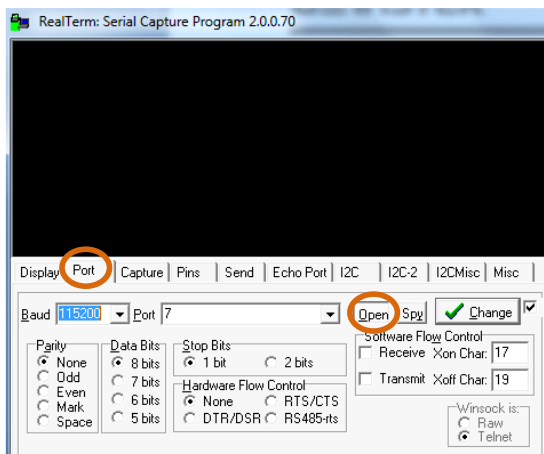 RealTerm: Serial Capture Program 2.0.0.70
Display Port Capture Pins Send Echo Port I2C I2C-2 I2CMisc Misc
Baud 115200 Port 7 Open Spy Change
Parity
None
Odd
Even
Mark
Space
Data Bits
8 bits
7 bits
6 bits
5 bits
Stop Bits
1 bit 2 bits
Hardware Flow Control
None RTS/CTS
DTR/DSR RS485-rts
Software Flow Control
Receive Xon Char: 17
Transmit Xoff Char: 19
Winsock is:
Raw
Telnet